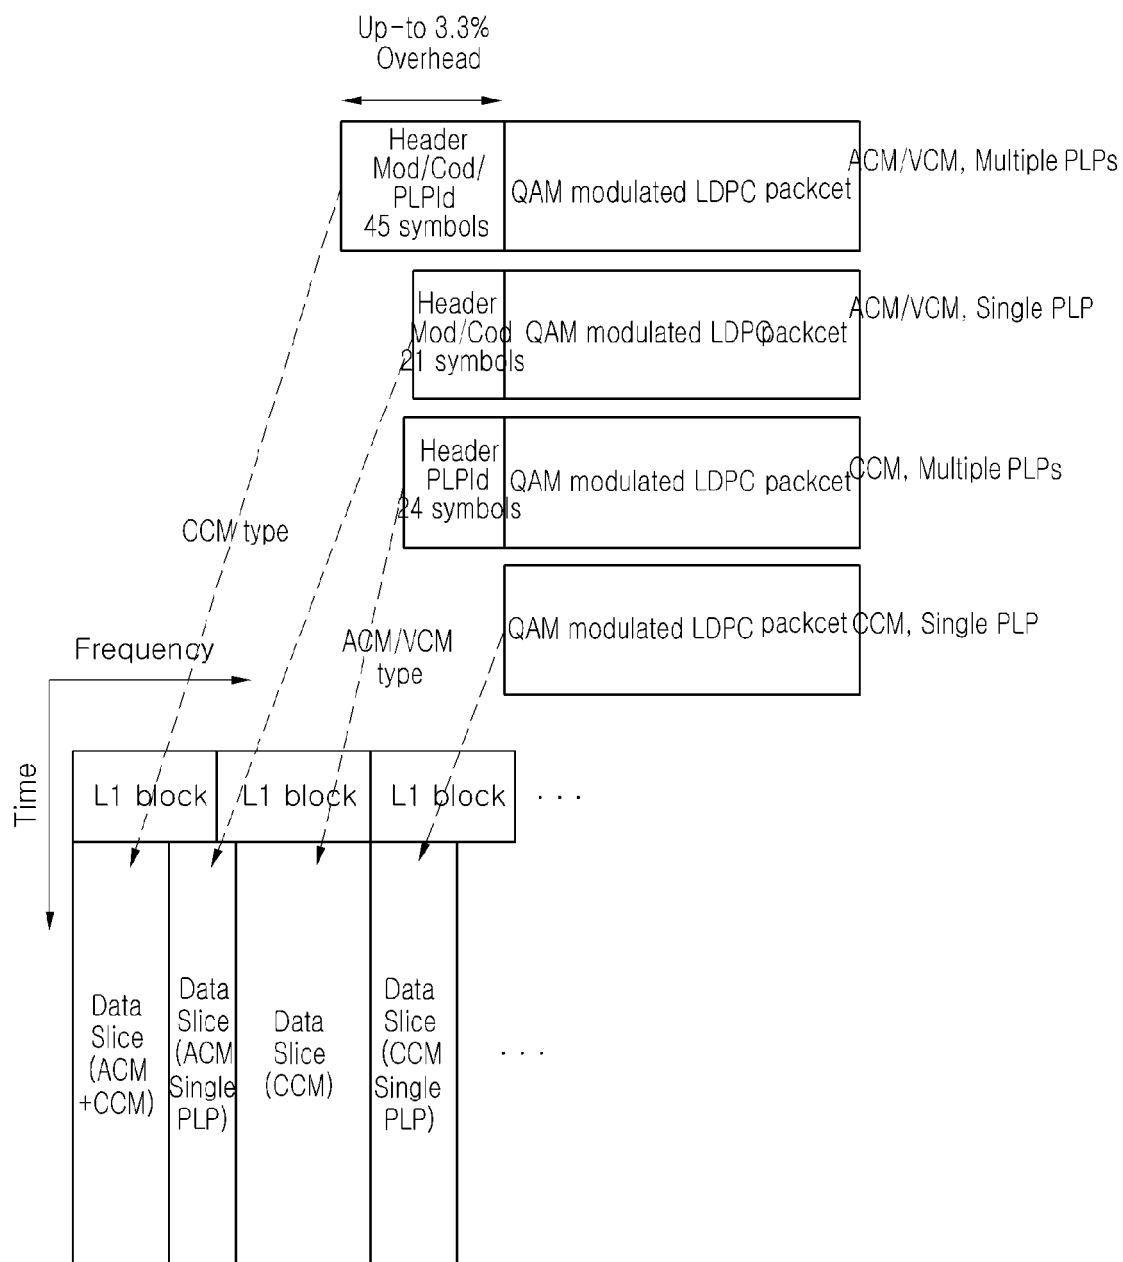 Up-to 3.3%
Overhead
Header
Mod/Cod/
PLPId
45 symbols
QAM modulated LDPC packcet
ACM/VCM, Multiple PLPs
Header
Mod/Cod
21 symbols
QAM modulated LDPC packcet
ACM/VCM, Single PLP
Header
PLPId
24 symbols
QAM modulated LDPC packcet
CCM, Multiple PLPs
CCM type
QAM modulated LDPC packcet
CCM, Single PLP
ACM/VCM
type
Frequency
Time
L1 block
L1 block
L1 block
. . .
Data
Slice
(ACM
+CCM)
Data
Slice
(ACM
Single
PLP)
Data
Slice
(CCM)
Data
Slice
(CCM
Single
PLP)
. . .